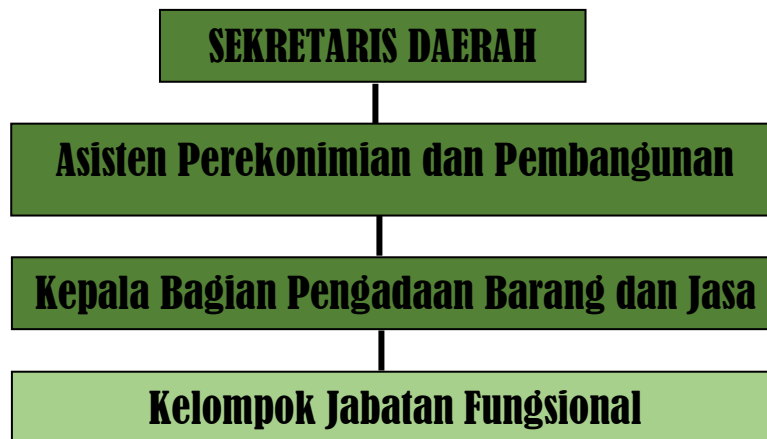 SEKRETARIS DAERAH
Asisten Perekonimian dan Pembangunan
Kepala Bagian Pengadaan Barang dan Jasa
Kelompok Jabatan Fungsional